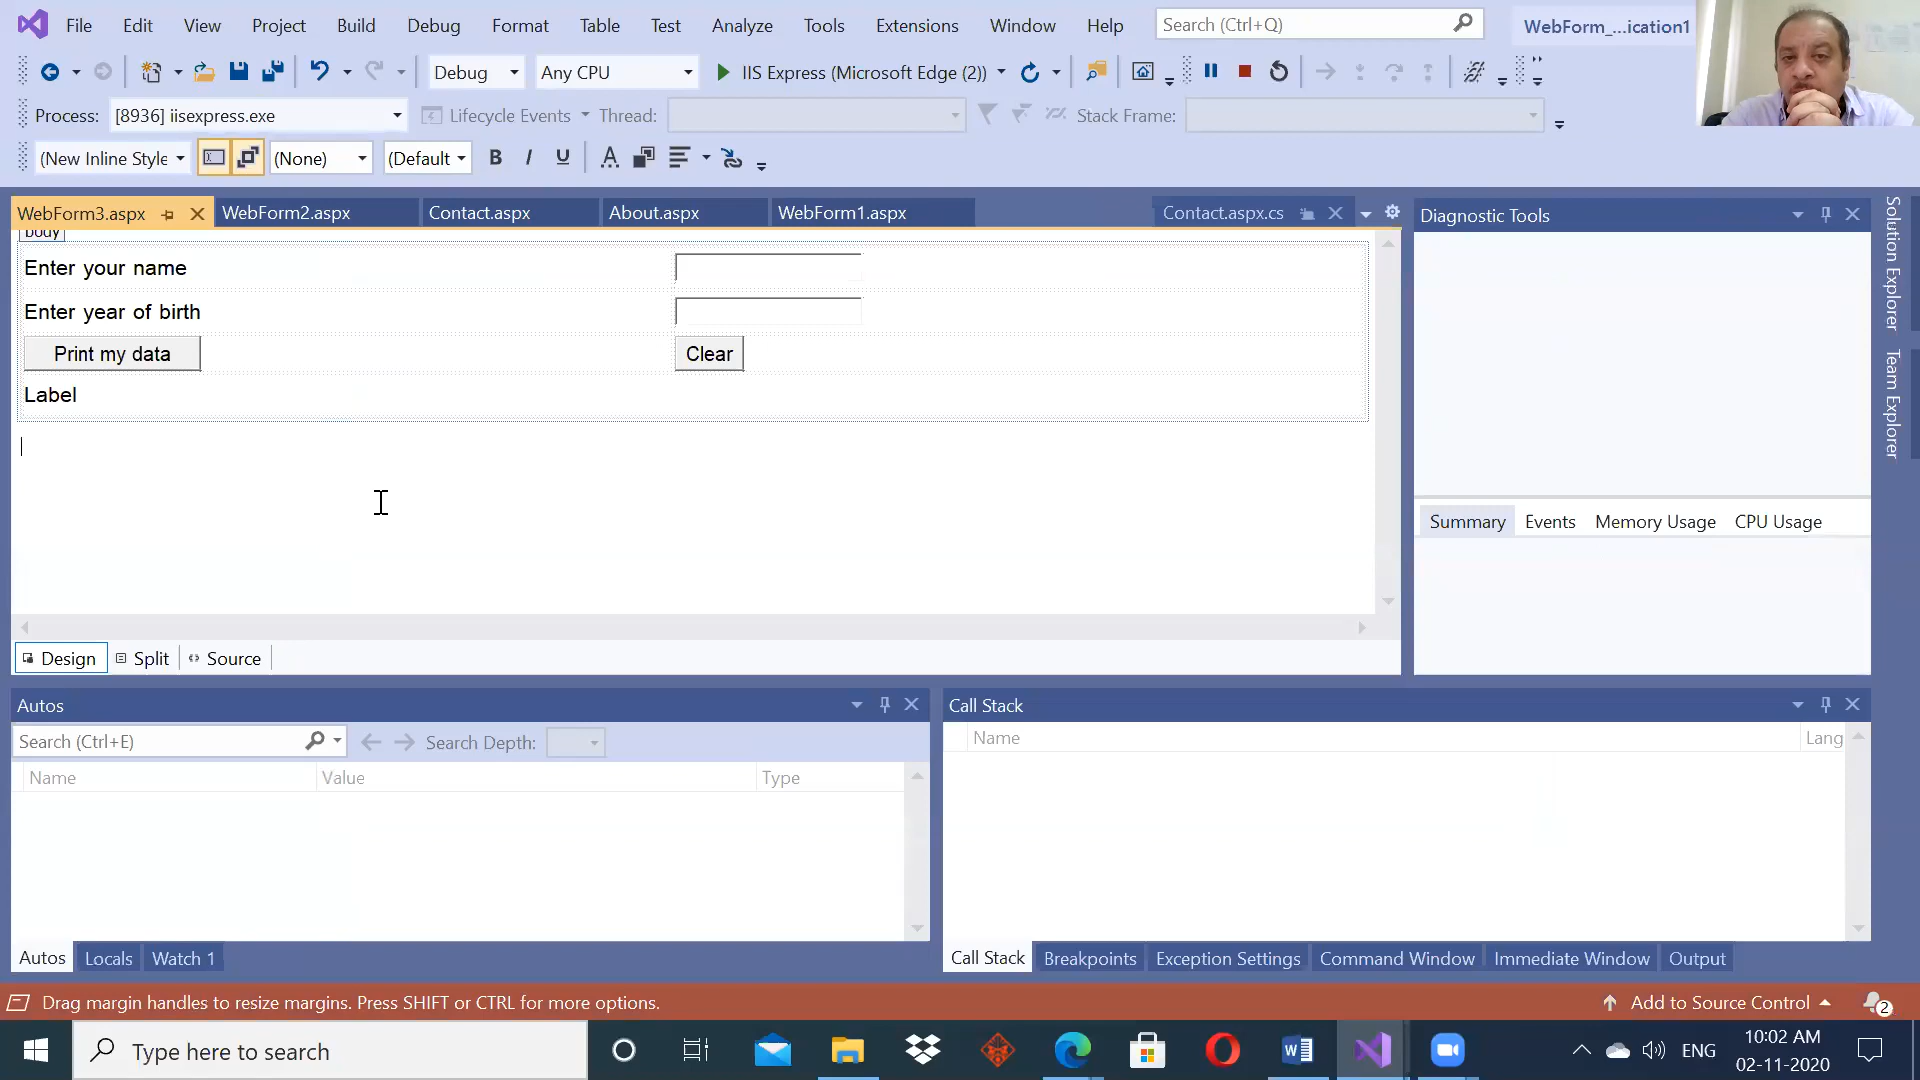 File Edit View Project Build Debug Format Table Test Analyze Tools Extensions Window Help Search (Ctrl+Q) WebForm_...ication1
Debug Any CPU IIS Express (Microsoft Edge (2))
Process: [8936] iisexpress.exe Lifecycle Events Thread: Stack Frame:
(New Inline Style (None) (Default B I U A
WebForm3.aspx WebForm2.aspx Contact.aspx About.aspx WebForm1.aspx Contact.aspx.cs Diagnostic Tools
body
Enter your name
Enter year of birth
Print my data Clear
Label
Solution Explorer
Team Explorer
Summary Events Memory Usage CPU Usage
Design Split Source
Autos Call Stack
Search (Ctrl+E) Search Depth: Name Lang
Name Value Type
Autos Locals Watch 1 Call Stack Breakpoints Exception Settings Command Window Immediate Window Output
Drag margin handles to resize margins. Press SHIFT or CTRL for more options. Add to Source Control 2
Type here to search ENG 10:02 AM
02-11-2020